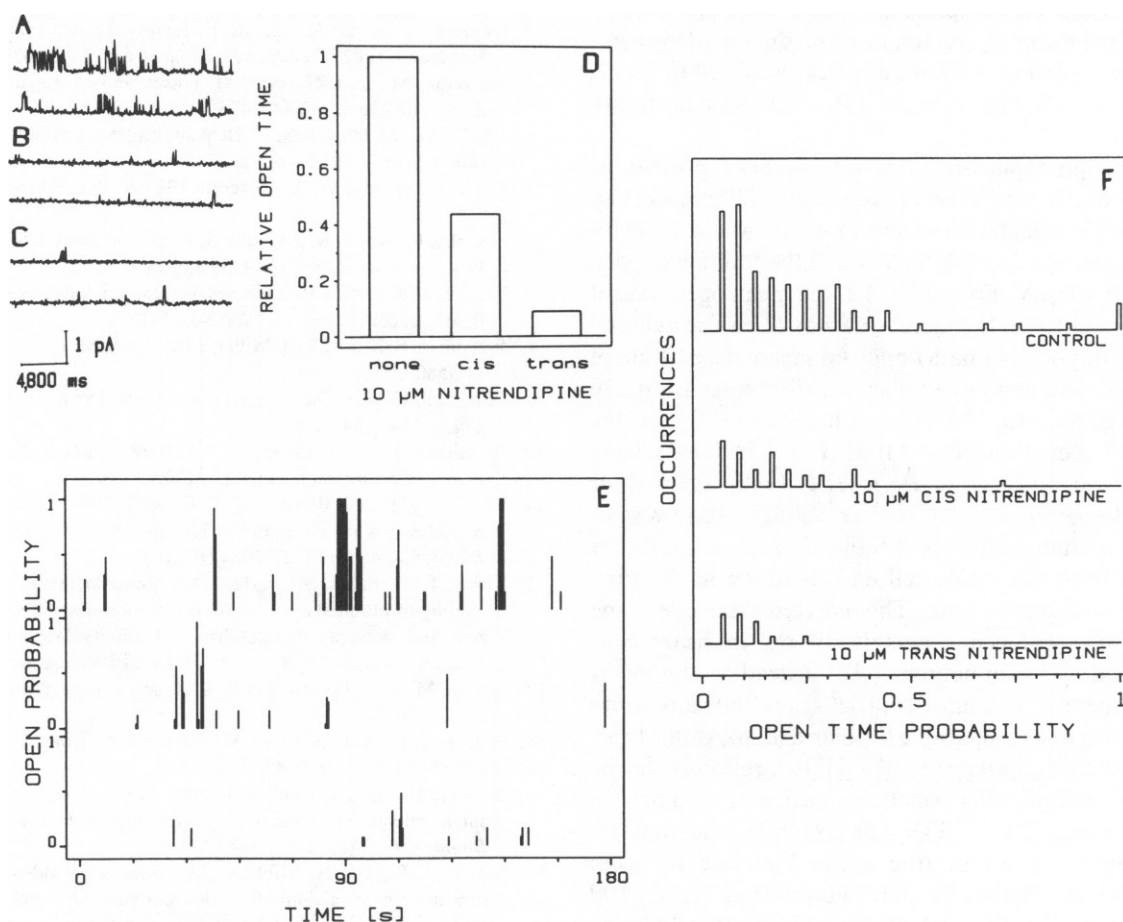 A
B
C
1 pA
4,800 ms
D
RELATIVE OPEN TIME
1
0.8
0.6
0.4
0.2
0
none cis trans
10 µM NITRENDIPINE
E
OPEN PROBABILITY
1
0
1
0
1
0
0 90 180
TIME [s]
F
OCCURRENCES
CONTROL
10 µM CIS NITRENDIPINE
10 µM TRANS NITRENDIPINE
0 0.5 1
OPEN TIME PROBABILITY